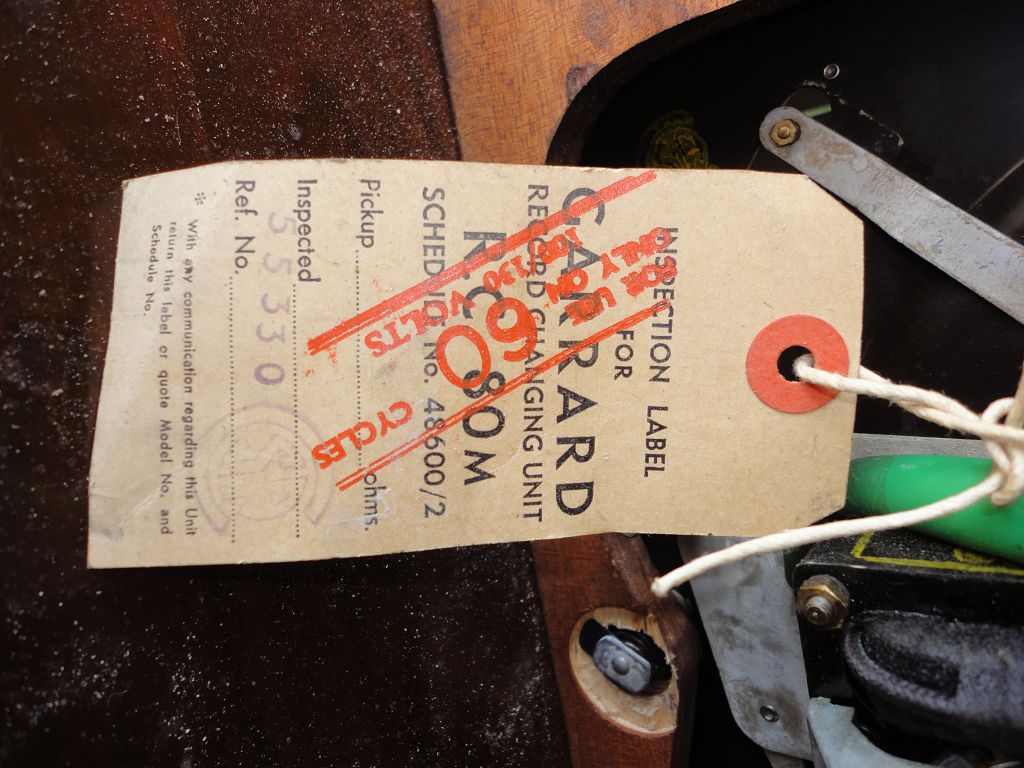 INSPECTION LABEL
FOR
GARRARD
RECORD CHANGING UNIT
R.C. 80M
SCHEDULE No. 48600/2
Pickup ohms.
Inspected
55330
Ref. No.
* With any communication regarding this Unit
return this label or quote Model No. and
Schedule No.
FOR USE
ONLY ON
105/130 VOLTS
60
CYCLES